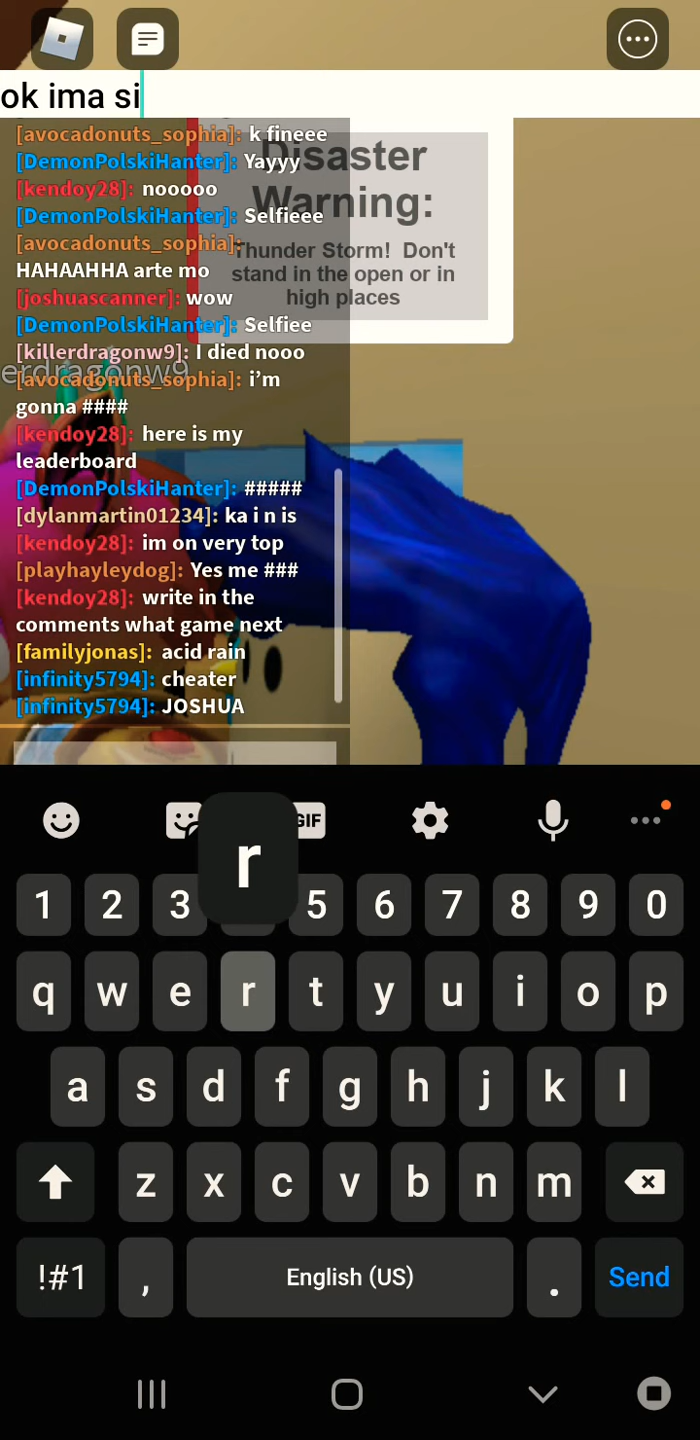 ok ima si
[avocadonuts_sophia]: k fineee
[DemonPolskiHanter]: Yayyy
[kendoy28]: nooooo
[DemonPolskiHanter]: Selfieee
[avocadonuts_sophia]:
HAHAAHHA arte mo
[joshuascanner]: wow
[DemonPolskiHanter]: Selfiee
[killerdragonw9]: I died nooo
[avocadonuts_sophia]: i'm
gonna ####
[kendoy28]: here is my
leaderboard
[DemonPolskiHanter]: #####
[dylanmartin01234]: ka i n is
[kendoy28]: im on very top
[playhayleydog]: Yes me ###
[kendoy28]: write in the
comments what game next
[familyjonas]: acid rain
[infinity5794]: cheater
[infinity5794]: JOSHUA
Disaster
Warning:
Thunder Storm! Don't
stand in the open or in
high places
erdragonw9
GIF
r
1 2 3 5 6 7 8 9 0
q w e r t y u i o p
a s d f g h j k l
z x c v b n m
!#1 , English (US) . Send